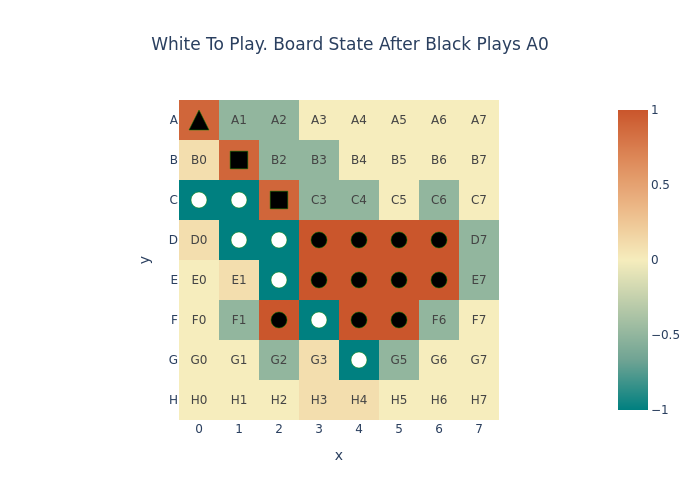 White To Play. Board State After Black Plays A0
A A1 A2 A3 A4 A5 A6 A7
B B0 B2 B3 B4 B5 B6 B7
C C3 C4 C5 C6 C7
D D0 D7
E E0 E1 E7
F F0 F1 F6 F7
G G0 G1 G2 G3 G5 G6 G7
H H0 H1 H2 H3 H4 H5 H6 H7
0 1 2 3 4 5 6 7
x
y
1
0.5
0
−0.5
−1